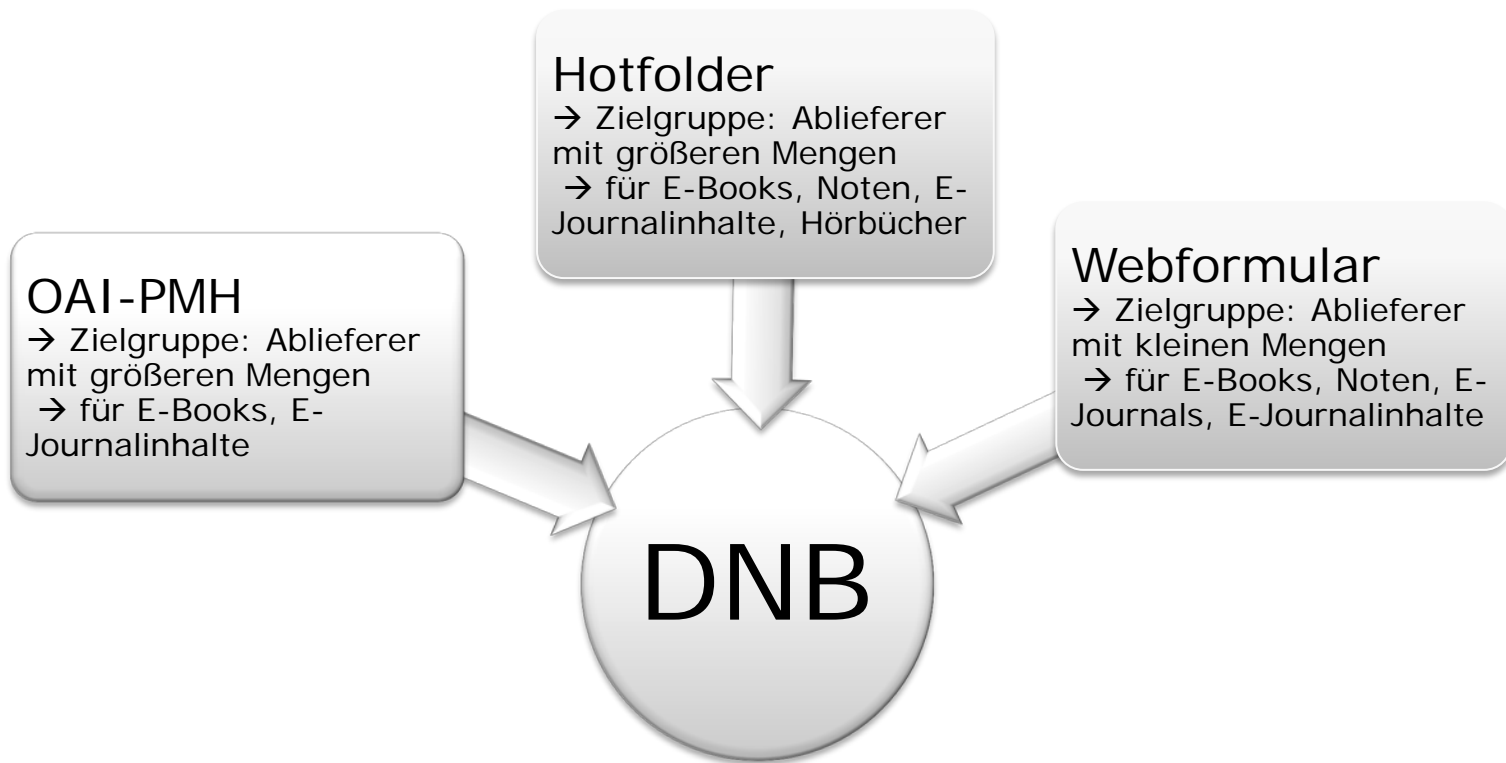 Hotfolder
→ Zielgruppe: Ablieferer
mit größeren Mengen
→ für E-Books, Noten, E-
Journalinhalte, Hörbücher
OAI-PMH
→ Zielgruppe: Ablieferer
mit größeren Mengen
→ für E-Books, E-
Journalinhalte
Webformular
→ Zielgruppe: Ablieferer
mit kleinen Mengen
→ für E-Books, Noten, E-
Journals, E-Journalinhalte
DNB